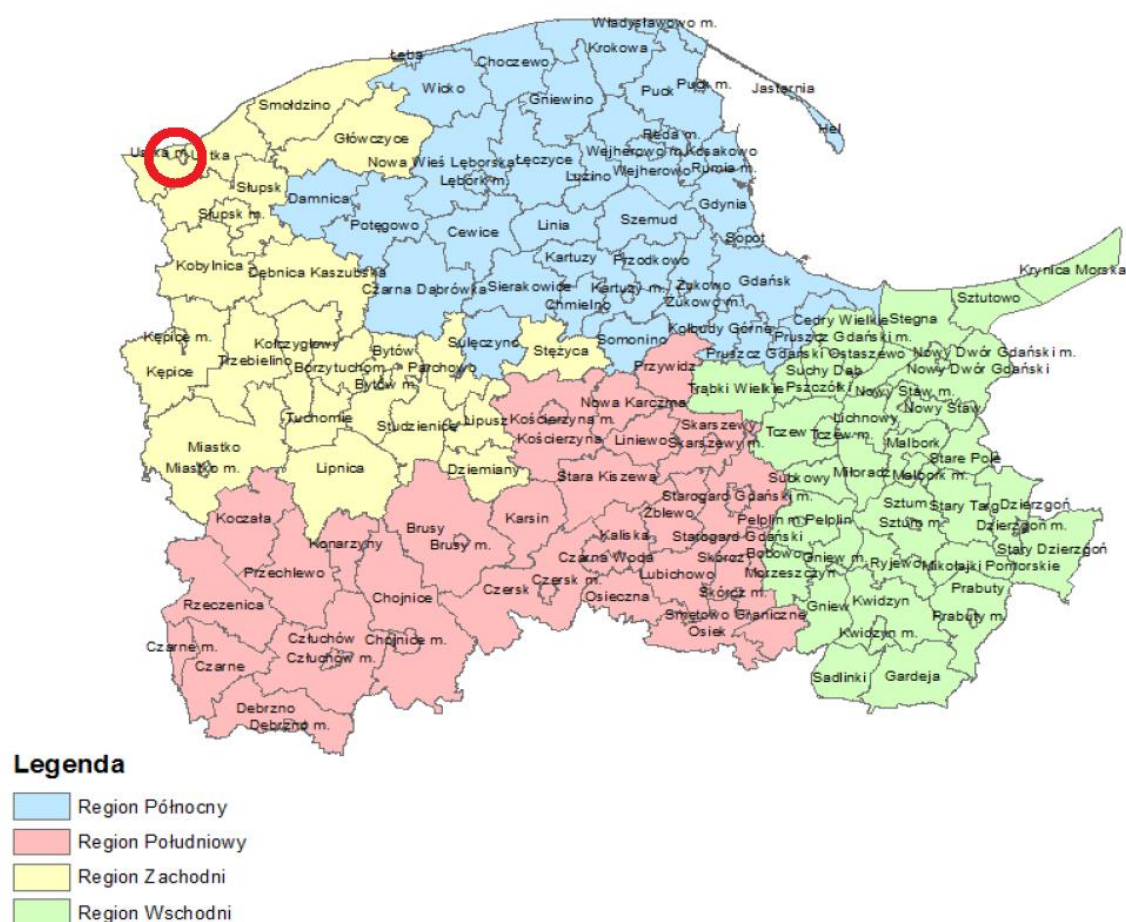 Władysławowo m.
Łeba
Choczewo
Krokowa
Wicko
Puck
Puck m.
Jastarnia
Gniewino
Smołdzino
Hel
Główczyce
Reda m.
Ustka
Nowa Wieś Lęborska
Łęczyce
Wejherowo m.
Kosakowo
Lębork m.
Luzino
Wejherowo
Rumia m.
Słupsk
Damnica
Gdynia
Słupsk m.
Potęgowo
Cewice
Linia
Szemud
Sopot
Kobylnica
Dębnica Kaszubska
Kartuzy
Przodkowo
Gdańsk
Krynica Morska
Czarna Dąbrówka
Sierakowice
Kartuzy m.
Żukowo
Chmielno
Żukowo m.
Sztutowo
Kępice m.
Kołczygłowy
Sulęczyno
Somonino
Kolbudy Górne
Cedry Wielkie
Stegna
Pruszcz Gdański m.
Trzebielino
Borzytuchom
Bytów
Parchowo
Stężyca
Pruszcz Gdański
Ostaszewo
Nowy Dwór Gdański m.
Kępice
Bytów m.
Przywidz
Suchy Dąb
Nowy Dwór Gdański
Trąbki Wielkie
Pszczółki
Nowy Staw m.
Tuchomie
Studzienice
Lipusz
Kościerzyna m.
Nowa Karczma
Skarszewy
Lichnowy
Nowy Staw
Kościerzyna
Liniewo
Skarszewy m.
Tczew
Tczew m.
Malbork
Miastko
Miastko m.
Lipnica
Dziemiany
Stara Kiszewa
Subkowy
Miłoradz
Malbork m.
Stare Pole
Koczała
Brusy
Brusy m.
Karsin
Starogard Gdański m.
Zblewo
Sztum
Stary Targ
Dzierzgoń
Konarzyny
Kaliska
Starogard Gdański
Pelplin m.
Pelplin
Sztum m.
Dzierzgoń m.
Przechlewo
Czarna Woda
Skórcz
Bobowo
Gniew m.
Ryjewo
Stary Dzierzgoń
Mikołajki Pomorskie
Rzeczenica
Chojnice
Czersk
Czersk m.
Osieczna
Lubichowo
Skórcz m.
Morzeszczyn
Gniew
Kwidzyn
Prabuty
Prabuty m.
Czarne m.
Człuchów
Chojnice m.
Smętowo Graniczne
Osiek
Kwidzyn m.
Czarne
Człuchów m.
Sadlinki
Gardeja
Debrzno
Debrzno m.
Legenda
Region Północny
Region Południowy
Region Zachodni
Region Wschodni